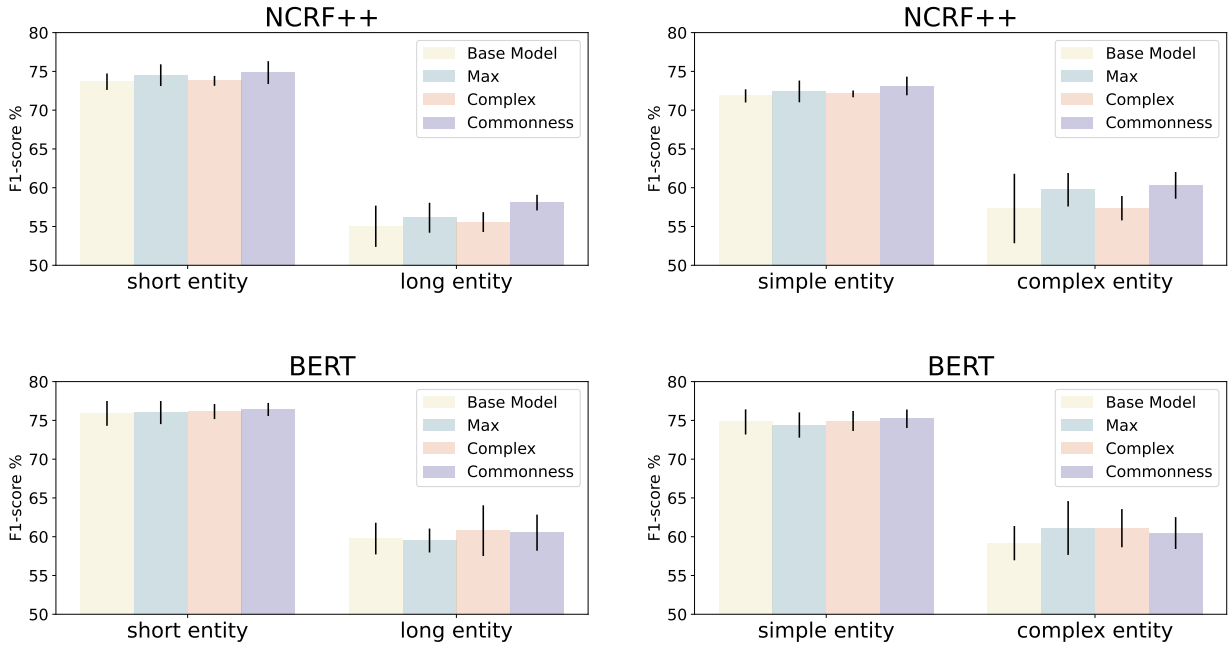 NCRF++
80
75
70
65
60
55
50
F1-score %
Base Model
Max
Complex
Commonness
short entity
long entity
NCRF++
80
75
70
65
60
55
50
F1-score %
Base Model
Max
Complex
Commonness
simple entity
complex entity
BERT
80
75
70
65
60
55
50
F1-score %
Base Model
Max
Complex
Commonness
short entity
long entity
BERT
80
75
70
65
60
55
50
F1-score %
Base Model
Max
Complex
Commonness
simple entity
complex entity